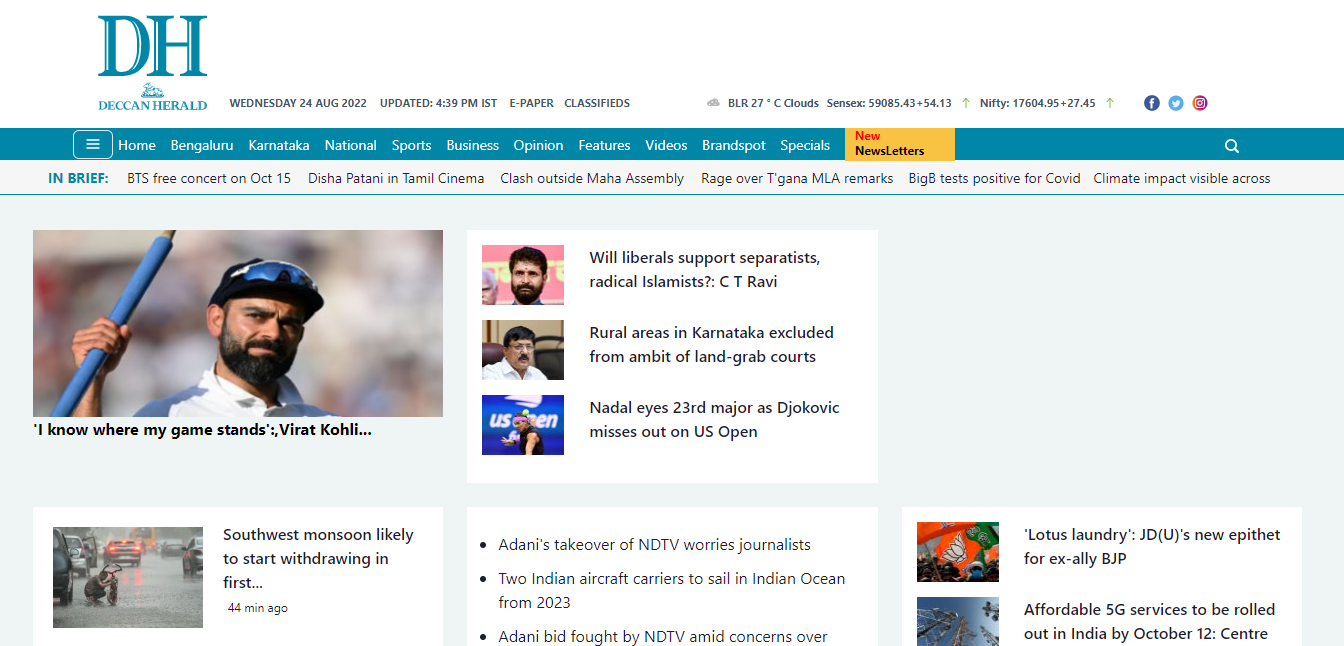 DH
DECCAN HERALD
WEDNESDAY 24 AUG 2022 UPDATED: 4:39 PM IST E-PAPER CLASSIFIEDS
BLR 27 ° C Clouds Sensex: 59085.43+54.13 ↑ Nifty: 17604.95+27.45 ↑
Home Bengaluru Karnataka National Sports Business Opinion Features Videos Brandspot Specials
New
NewsLetters
IN BRIEF: BTS free concert on Oct 15 Disha Patani in Tamil Cinema Clash outside Maha Assembly Rage over T'gana MLA remarks BigB tests positive for Covid Climate impact visible across
'I know where my game stands':,Virat Kohli...
Will liberals support separatists,
radical Islamists?: C T Ravi
Rural areas in Karnataka excluded
from ambit of land-grab courts
us open
Nadal eyes 23rd major as Djokovic
misses out on US Open
Southwest monsoon likely
to start withdrawing in
first...
44 min ago
Adani's takeover of NDTV worries journalists
Two Indian aircraft carriers to sail in Indian Ocean
from 2023
Adani bid fought by NDTV amid concerns over
'Lotus laundry': JD(U)'s new epithet
for ex-ally BJP
Affordable 5G services to be rolled
out in India by October 12: Centre